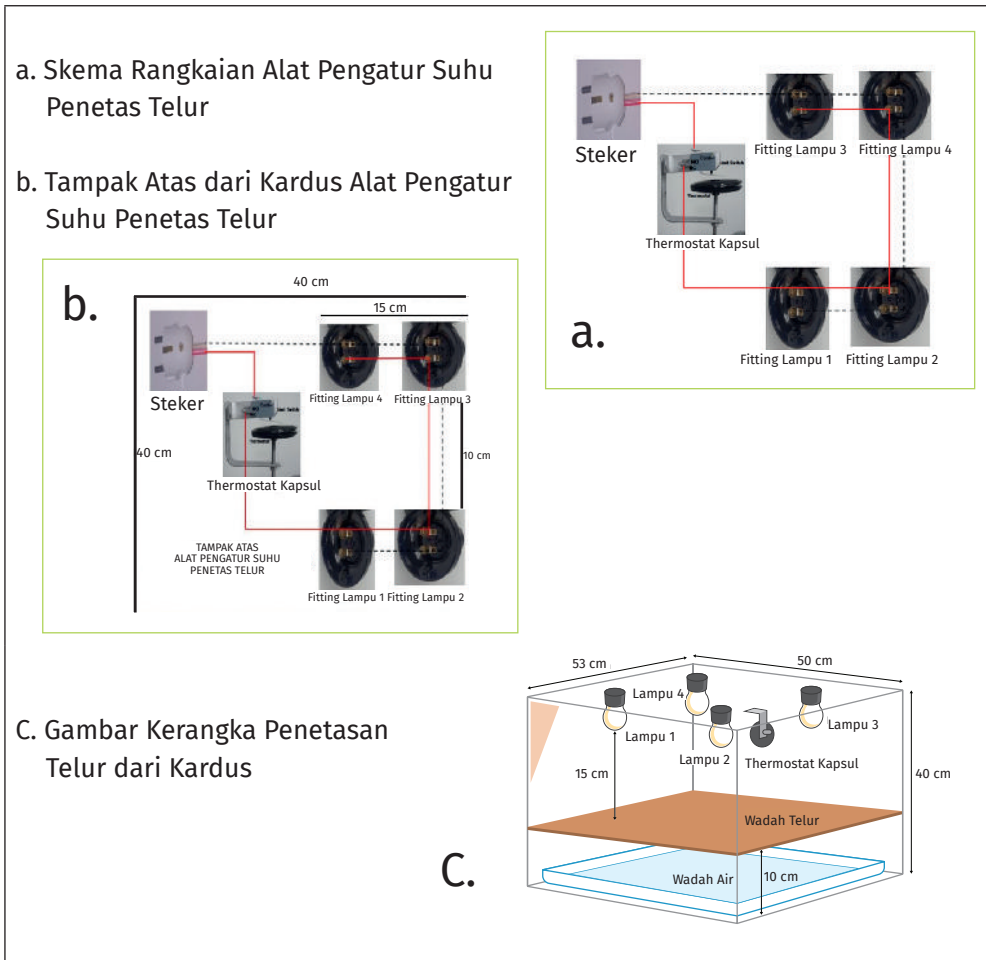 a. Skema Rangkaian Alat Pengatur Suhu
Penetas Telur
b. Tampak Atas dari Kardus Alat Pengatur
Suhu Penetas Telur
Steker
Fitting Lampu 3
Fitting Lampu 4
Thermostat Kapsul
Fitting Lampu 1
Fitting Lampu 2
a.
b.
40 cm
15 cm
Steker
Fitting Lampu 4
Fitting Lampu 3
40 cm
10 cm
Thermostat Kapsul
TAMPAK ATAS
ALAT PENGATUR SUHU
PENETAS TELUR
Fitting Lampu 1
Fitting Lampu 2
C. Gambar Kerangka Penetasan
Telur dari Kardus
C.
53 cm
50 cm
Lampu 4
Lampu 1
Lampu 2
Lampu 3
Thermostat Kapsul
15 cm
40 cm
Wadah Telur
Wadah Air
10 cm